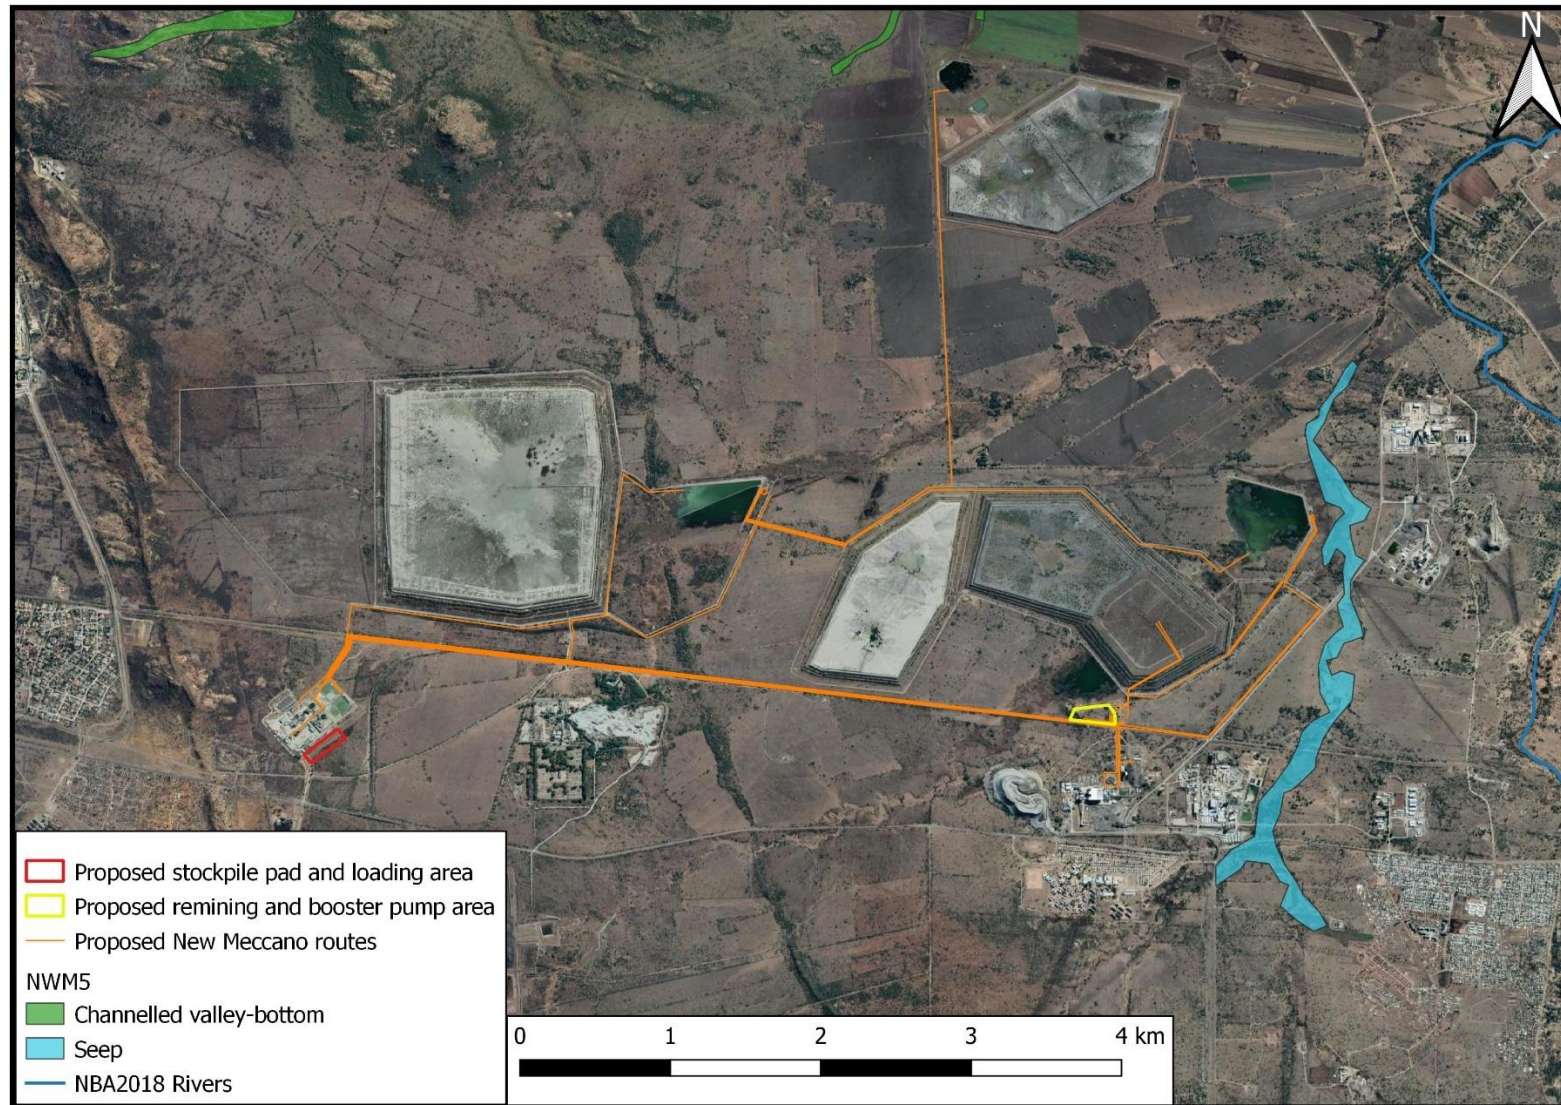 N
Proposed stockpile pad and loading area
Proposed remining and booster pump area
Proposed New Meccano routes
NWM5
Channelled valley-bottom
Seep
NBA2018 Rivers
0 1 2 3 4 km